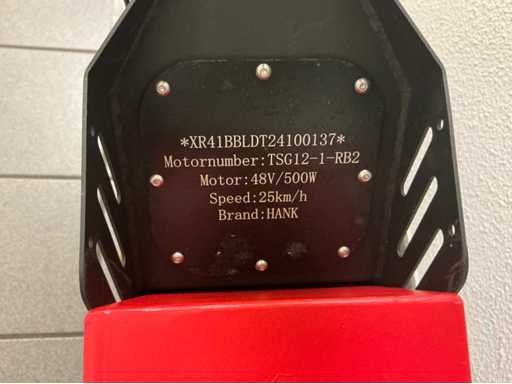 *XR41BBLDT24100137*
Motornumber:TSG12-1-RB2
Motor:48V/500W
Speed:25km/h
Brand:HANK